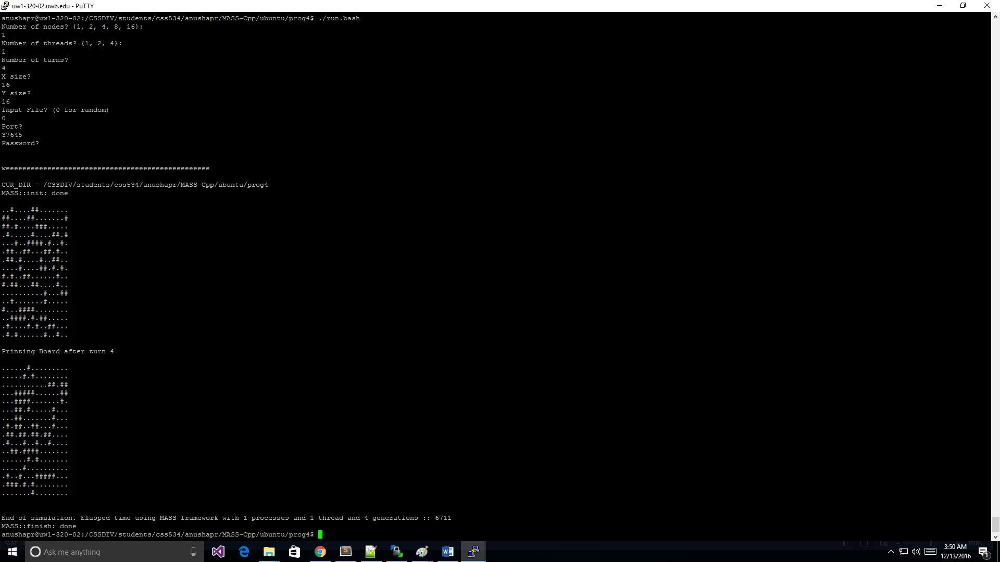 uw1-320-02.uwb.edu - PuTTY
anushapr@uw1-320-02:/CSSDIV/students/css534/anushapr/MASS-Cpp/ubuntu/prog4$ ./run.bash
Number of nodes? {1, 2, 4, 8, 16}:
1
Number of threads? {1, 2, 4}:
1
Number of turns?
4
X size?
16
Y size?
16
Input File? (0 for random)
0
Port?
37645
Password?
weeeeeeeeeeeeeeeeeeeeeeeeeeeeeeeeeeeeeeeeeeeeeeeee
CUR_DIR = /CSSDIV/students/css534/anushapr/MASS-Cpp/ubuntu/prog4
MASS::init: done
..#....##.......
##....##.......#
##.#....###.....
.#.....#....##.#
...#..####.#..#.
.##..##...##.#..
.##.#....#..##..
....#....##.#.#.
#.#..##......#..
#.##...##....#..
..........#...##
..#.......#.....
#...####........
..####.#.##.....
.#....#.#..##...
.#.#......#..#..
Printing Board after turn 4
......#.........
.....#.#........
...........##.##
...#####......##
...####.......#.
...##.#.....#...
...##.......#...
.#.##..##...#...
.##.##.##.##....
.#...#..#..#....
..##.####.......
......#.#.......
.....#..........
.#..#...#####...
.###.#.#........
.......#........
End of simulation. Elasped time using MASS framework with 1 processes and 1 thread and 4 generations :: 6711
MASS::finish: done
anushapr@uw1-320-02:/CSSDIV/students/css534/anushapr/MASS-Cpp/ubuntu/prog4$
PAGE 13
150%
Ask me anything
3:50 AM
12/13/2016
1